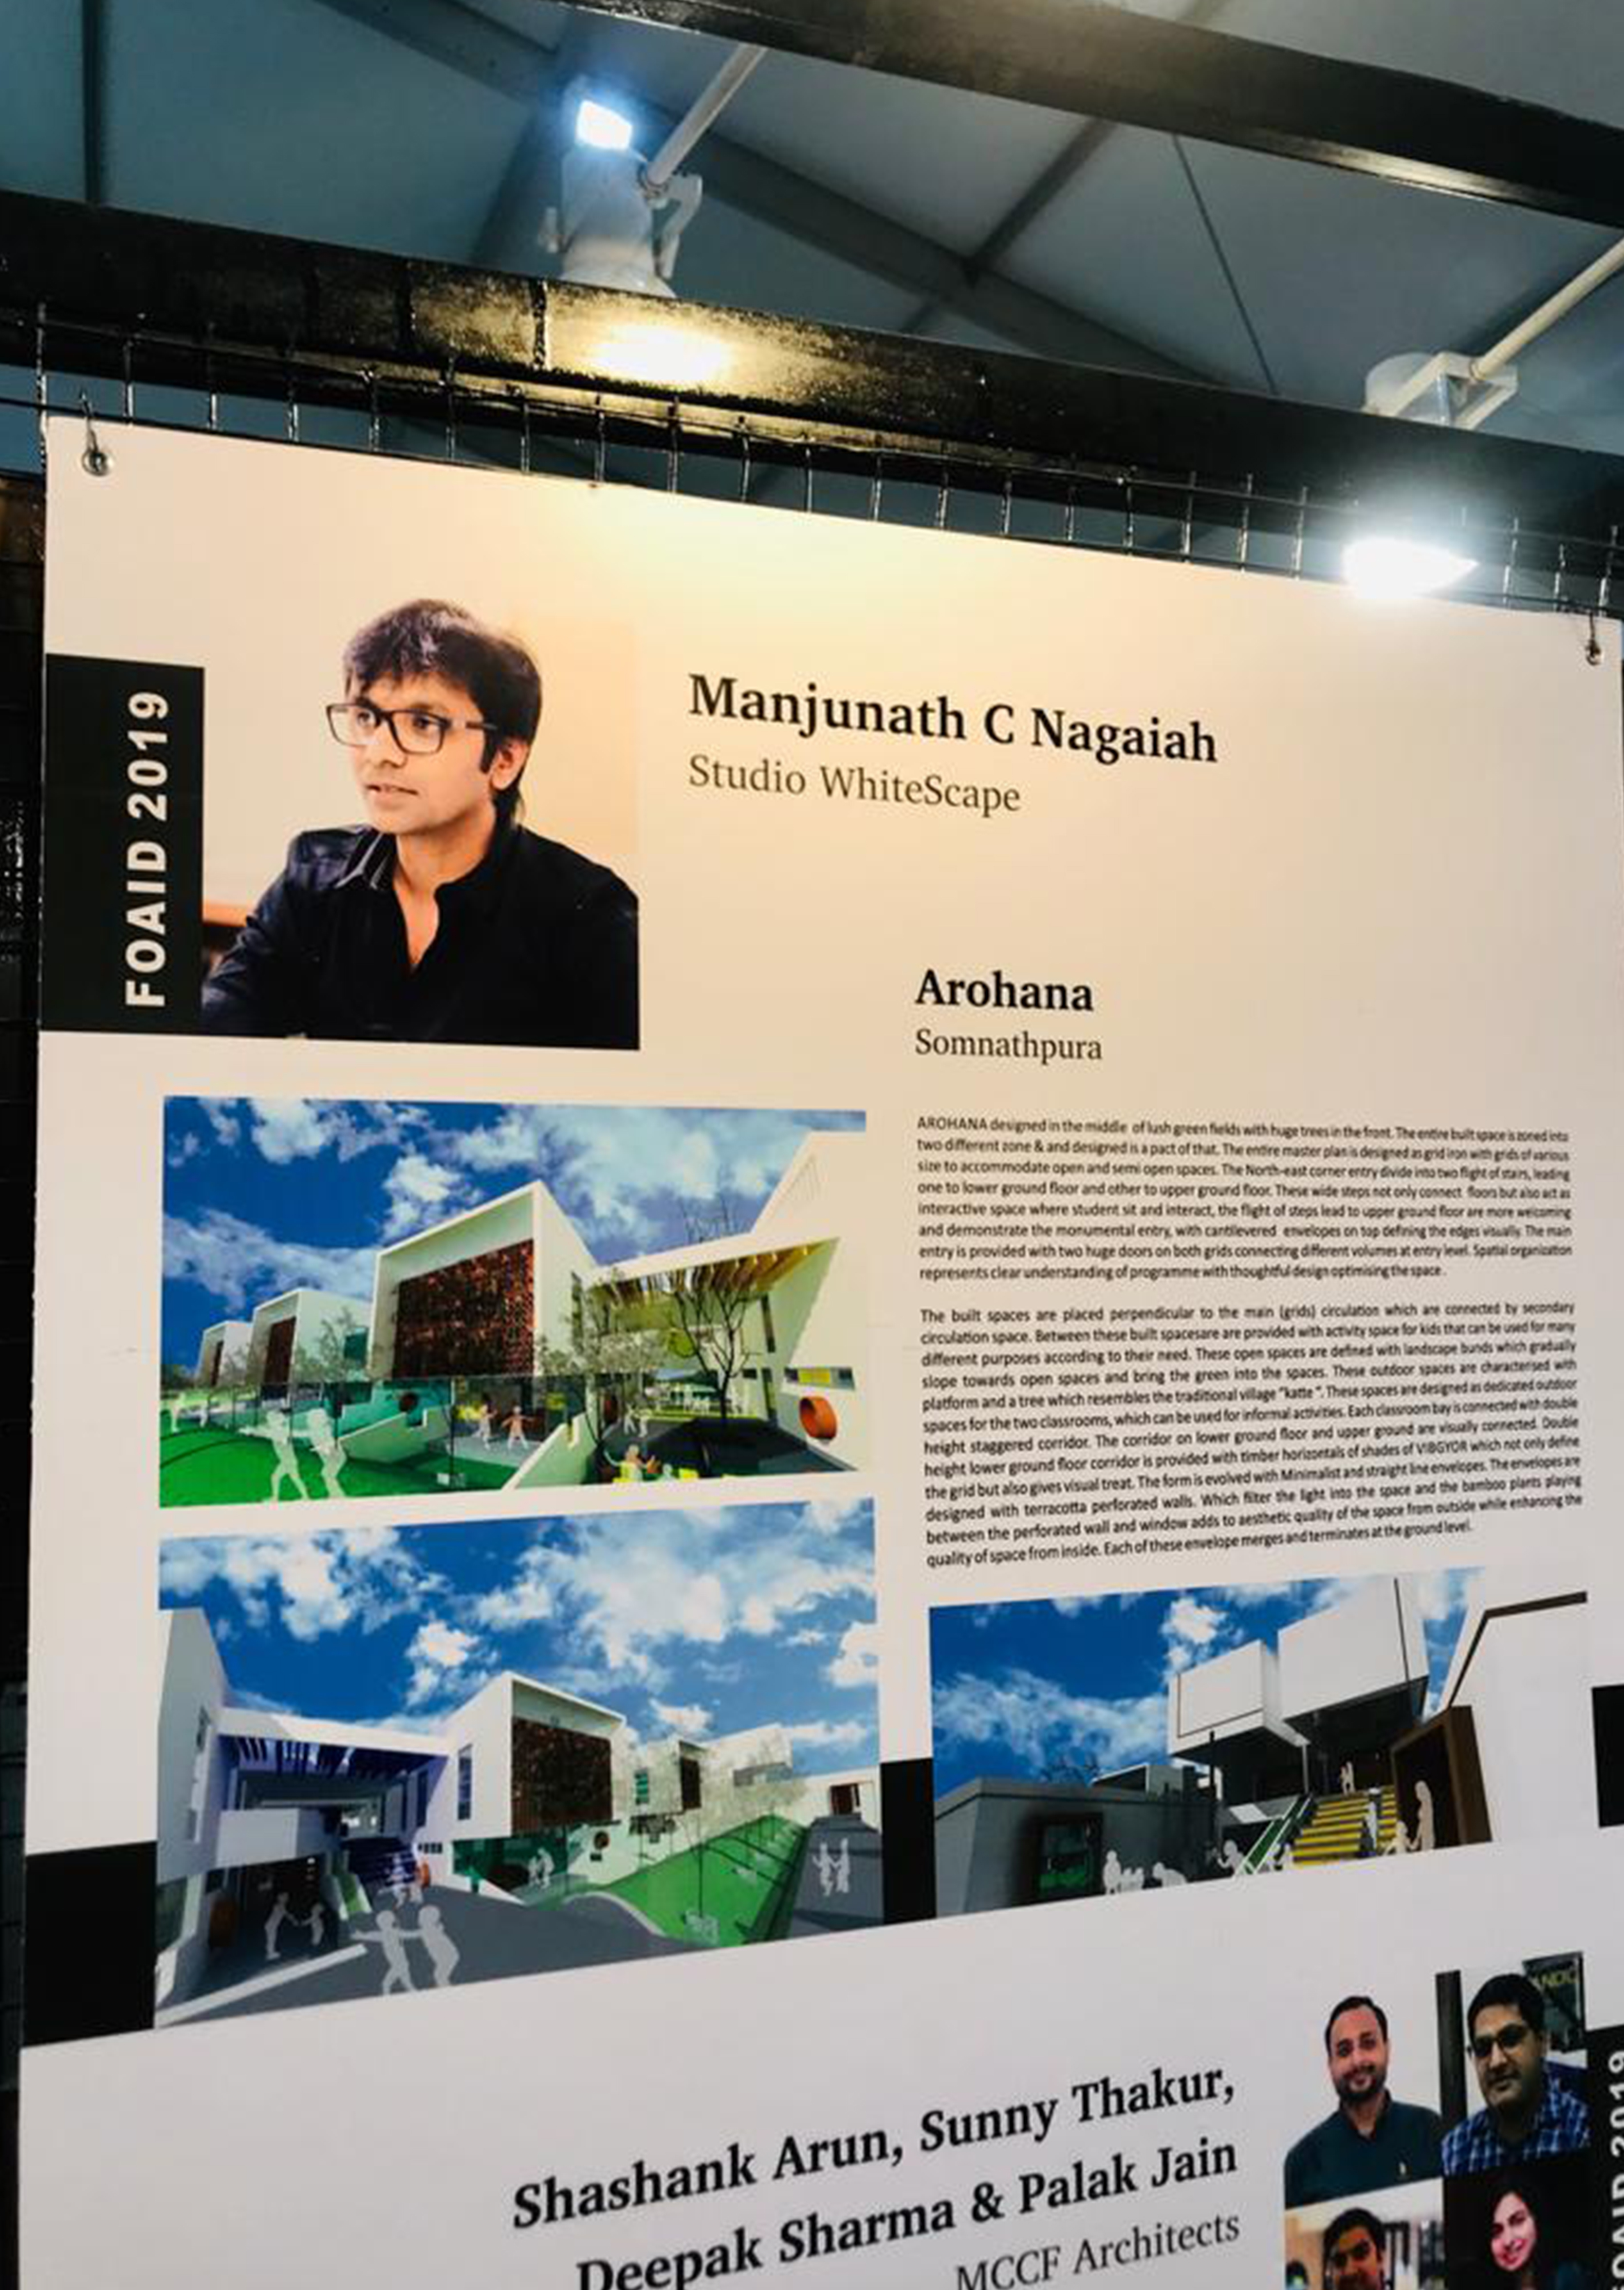 FOAID 2019
Manjunath C Nagaiah
Studio WhiteScape
Arohana
Somnathpura
AROHANA designed in the middle of lush green fields with huge trees in the front. The entire built space is zoned into
two different zone & and designed is a pact of that. The entire master plan is designed as grid iron with grids of various
size to accommodate open and semi open spaces. The North-east corner entry divide into two flight of stairs, leading
one to lower ground floor and other to upper ground floor. These wide steps not only connect floors but also act as
interactive space where student sit and interact, the flight of steps lead to upper ground floor are more welcoming
and demonstrate the monumental entry, with cantilevered envelopes on top defining the edges visually. The main
entry is provided with two huge doors on both grids connecting different volumes at entry level. Spatial organization
represents clear understanding of programme with thoughtful design optimising the space.
The built spaces are placed perpendicular to the main (grids) circulation which are connected by secondary
circulation space. Between these built spacesare are provided with activity space for kids that can be used for many
different purposes according to their need. These open spaces are defined with landscape bunds which gradually
slope towards open spaces and bring the green into the spaces. These outdoor spaces are characterised with
platform and a tree which resembles the traditional village "katte ". These spaces are designed as dedicated outdoor
spaces for the two classrooms, which can be used for informal activities. Each classroom bay is connected with double
height staggered corridor. The corridor on lower ground floor and upper ground are visually connected. Double
height lower ground floor corridor is provided with timber horizontals of shades of VIBGYOR which not only define
the grid but also gives visual treat. The form is evolved with Minimalist and straight line envelopes. The envelopes are
designed with terracotta perforated walls. Which filter the light into the space and the bamboo plants playing
between the perforated wall and window adds to aesthetic quality of the space from outside while enhancing the
quality of space from inside. Each of these envelope merges and terminates at the ground level.
Shashank Arun, Sunny Thakur,
Deepak Sharma & Palak Jain
MCCF Architects
2019